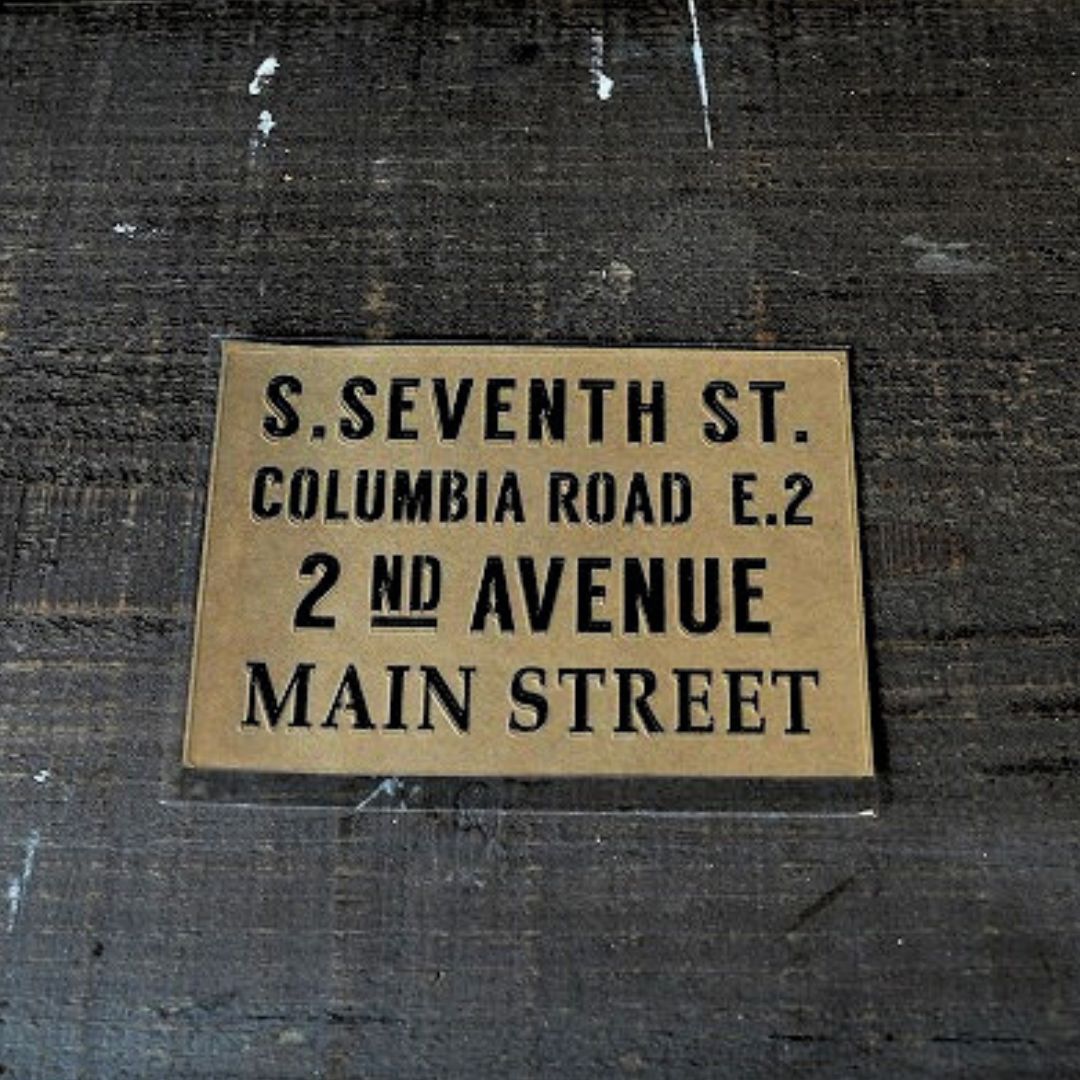 S.SEVENTH ST.
COLUMBIA ROAD E.2
2 ND AVENUE
MAIN STREET